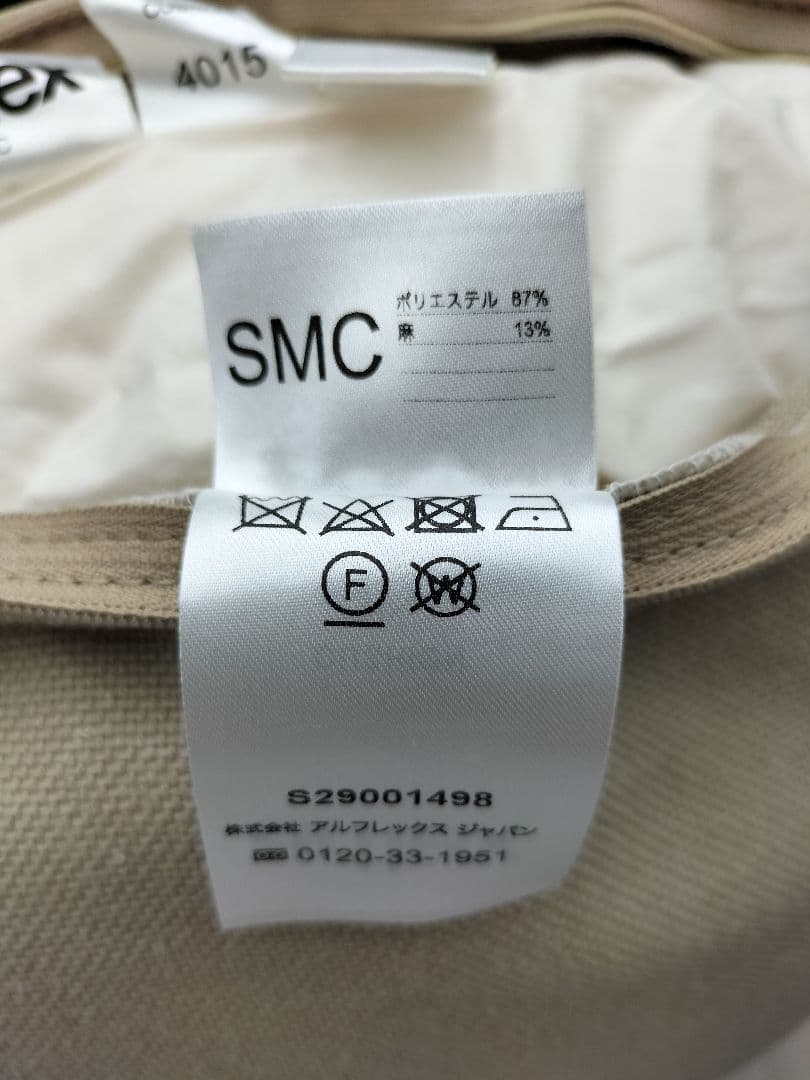 4015
SMC
ポリエステル 87%
麻 13%
F
W
S29001498
株式会社 アルフレックス ジャパン
0120-33-1951